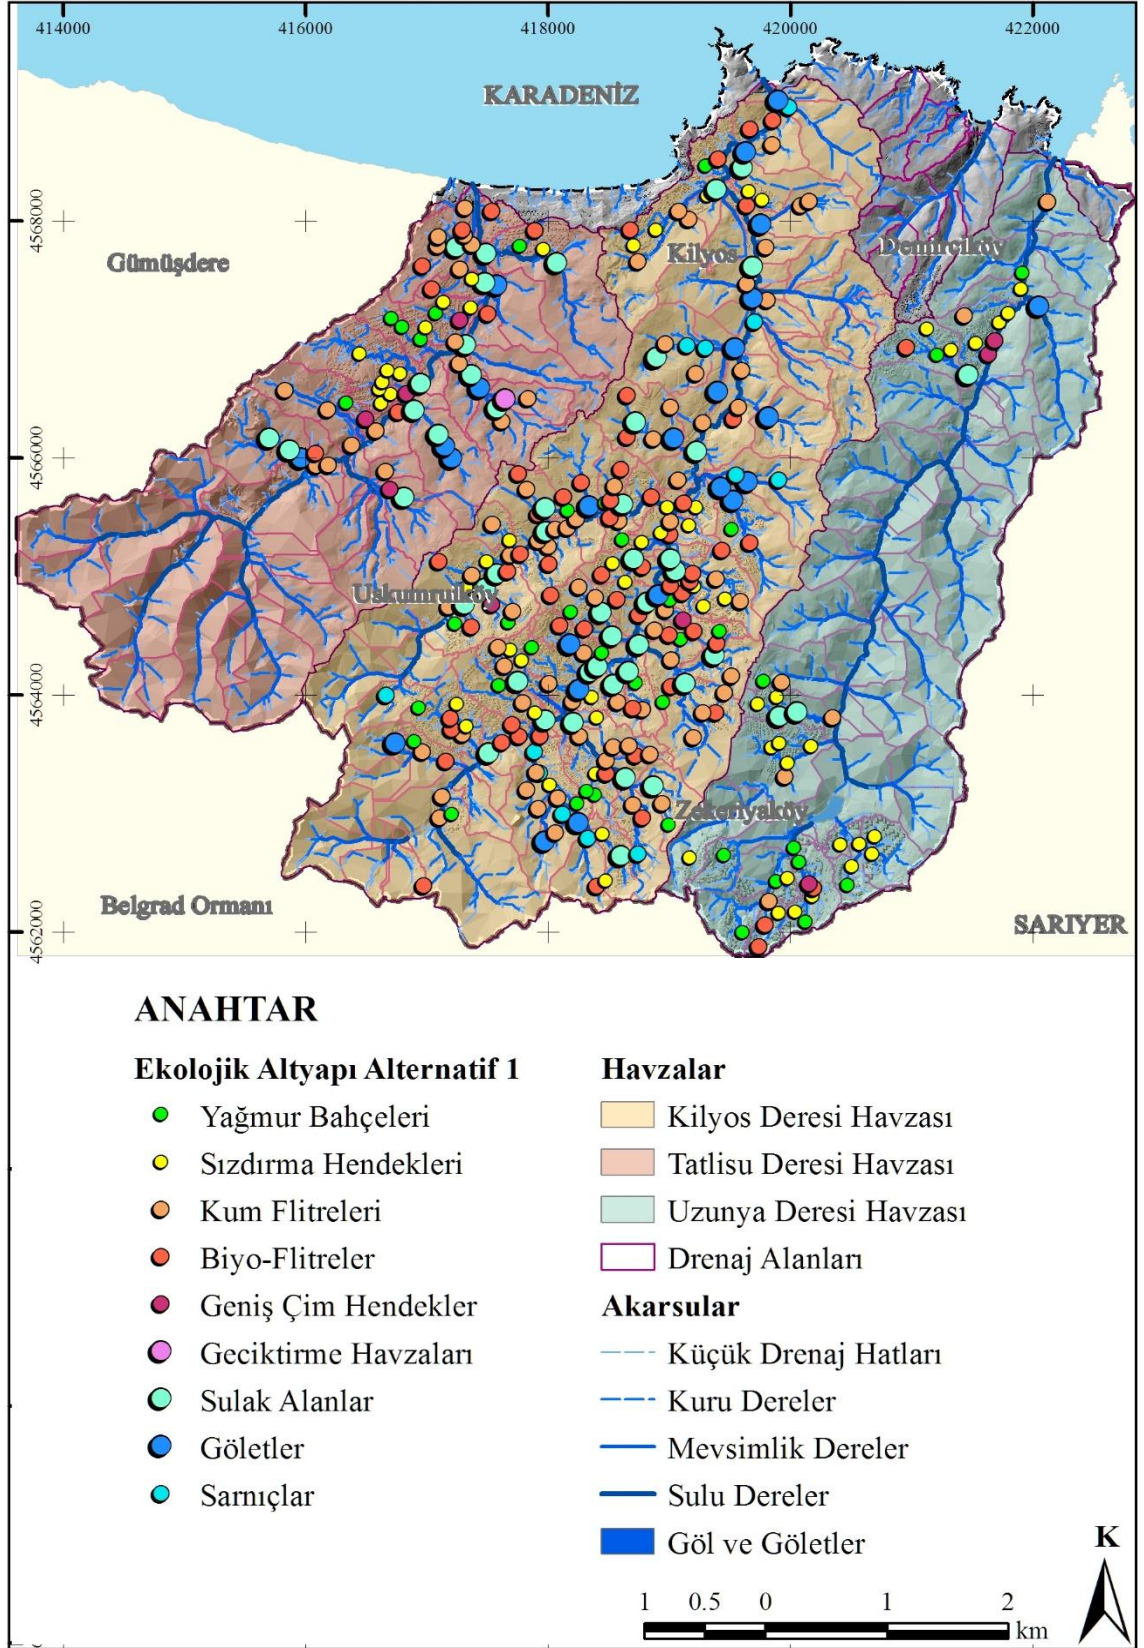 414000 416000 418000 420000 422000
KARADENİZ
4568000
Gümüşdere
Kilyos
Demirciköy
4566000
Uskumruköy
4564000
Zekeriyaköy
Belgrad Ormanı
SARIYER
4562000
ANAHTAR
Ekolojik Altyapı Alternatif 1
Yağmur Bahçeleri
Sızdırma Hendekleri
Kum Flitreleri
Biyo-Flitreler
Geniş Çim Hendekler
Geciktirme Havzaları
Sulak Alanlar
Göletler
Sarnıçlar
Havzalar
Kilyos Deresi Havzası
Tatlisu Deresi Havzası
Uzunya Deresi Havzası
Drenaj Alanları
Akarsular
Küçük Drenaj Hatları
Kuru Dereler
Mevsimlik Dereler
Sulu Dereler
Göl ve Göletler
K
1 0.5 0 1 2
km